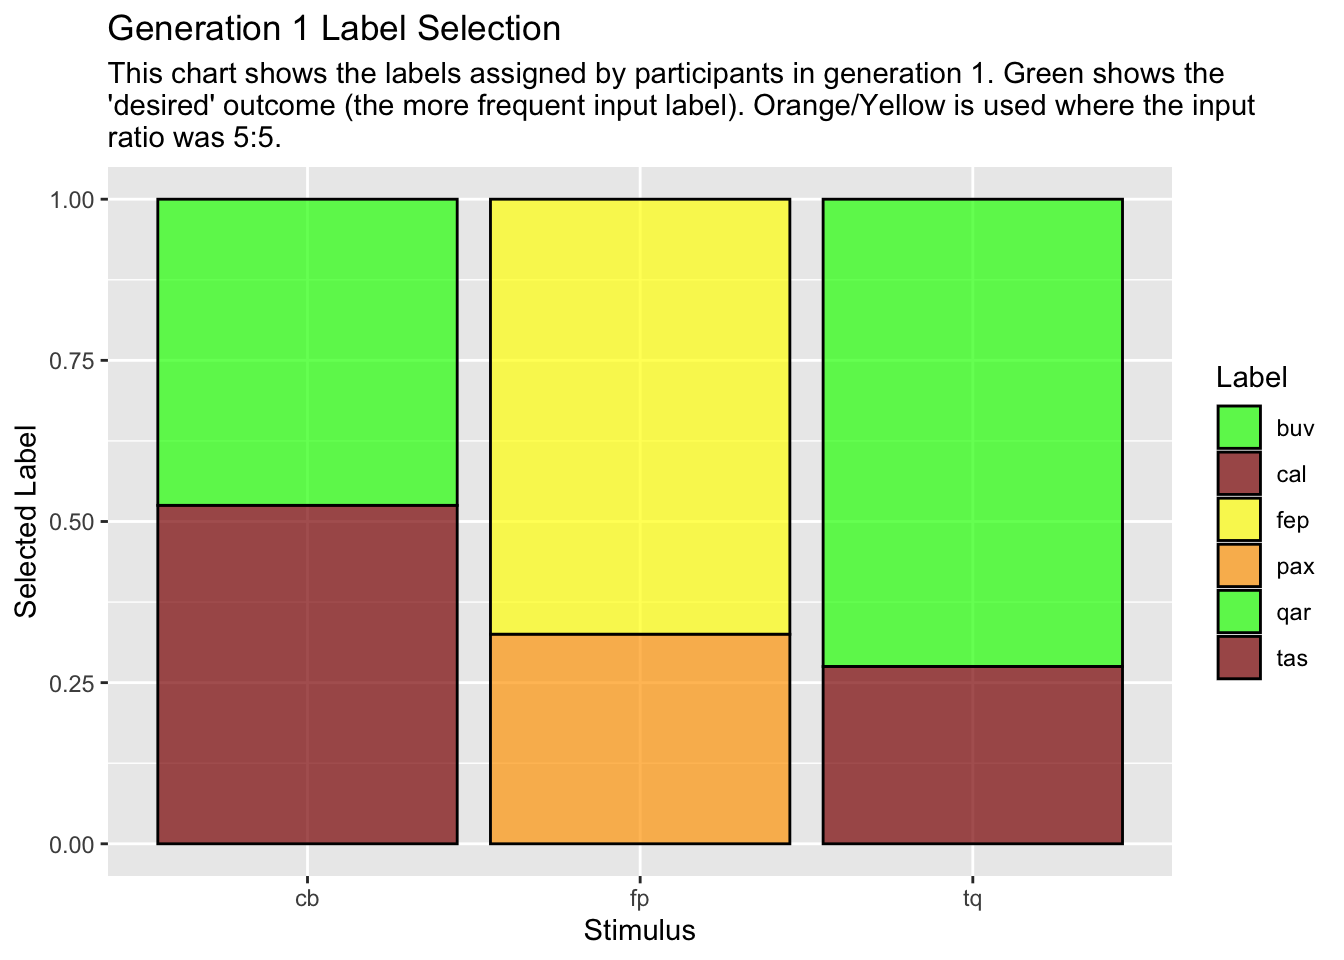 Generation 1 Label Selection
This chart shows the labels assigned by participants in generation 1. Green shows the
'desired' outcome (the more frequent input label). Orange/Yellow is used where the input
ratio was 5:5.
1.00
0.75
0.50
0.25
0.00
Selected Label
cb fp tq
Stimulus
Label
buv
cal
fep
pax
qar
tas